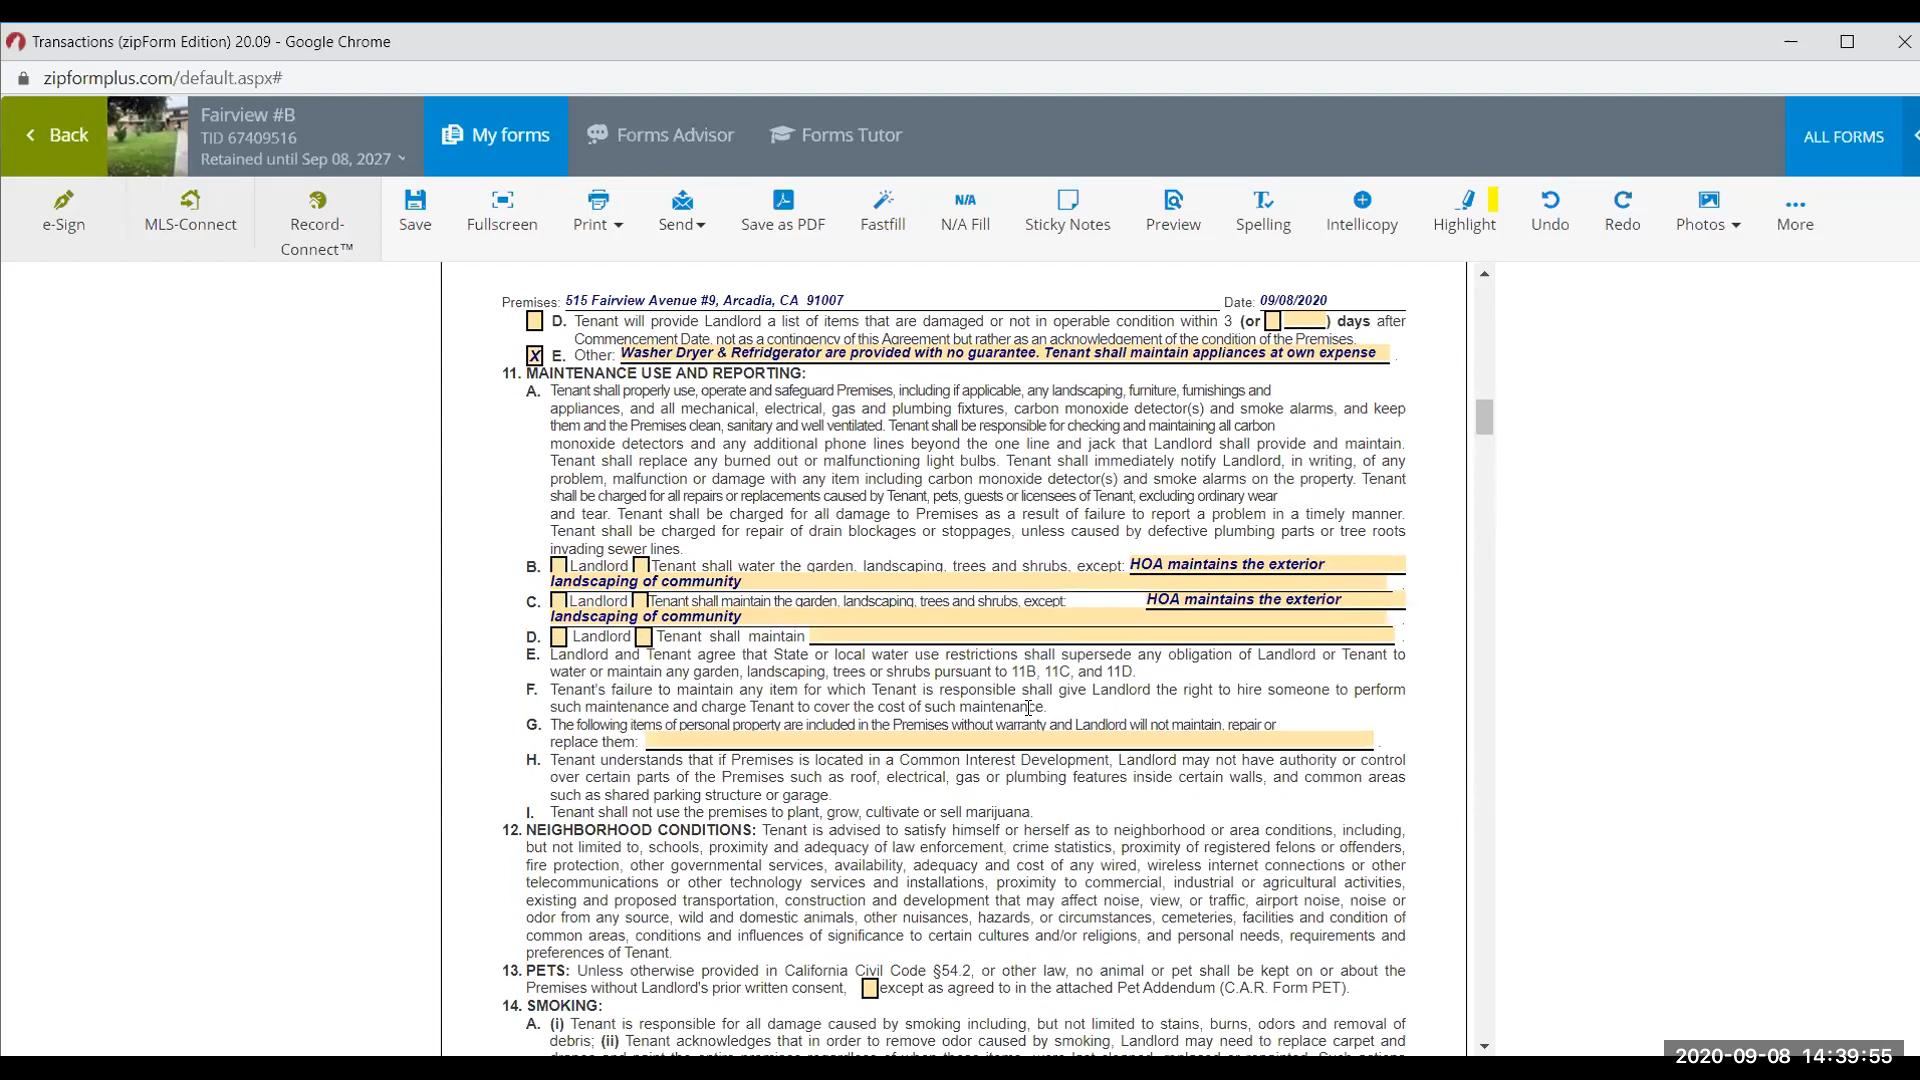 Transactions (zipForm Edition) 20.09 - Google Chrome
zipformplus.com/default.aspx#
Back
Fairview #B
TID 67409516
Retained until Sep 08, 2027
My forms
Forms Advisor
Forms Tutor
ALL FORMS
e-Sign
MLS-Connect
Record-
Connect™
Save
Fullscreen
Print
Send
Save as PDF
Fastfill
N/A
N/A Fill
Sticky Notes
Preview
Spelling
Intellicopy
Highlight
Undo
Redo
Photos
More
Premises: 515 Fairview Avenue #9, Arcadia, CA 91007 Date: 09/08/2020
D. Tenant will provide Landlord a list of items that are damaged or not in operable condition within 3 (or ) days after
Commencement Date, not as a contingency of this Agreement but rather as an acknowledgement of the condition of the Premises.
X E. Other: Washer Dryer & Refridgerator are provided with no guarantee. Tenant shall maintain appliances at own expense .
11. MAINTENANCE USE AND REPORTING:
A. Tenant shall properly use, operate and safeguard Premises, including if applicable, any landscaping, furniture, furnishings and
appliances, and all mechanical, electrical, gas and plumbing fixtures, carbon monoxide detector(s) and smoke alarms, and keep
them and the Premises clean, sanitary and well ventilated. Tenant shall be responsible for checking and maintaining all carbon
monoxide detectors and any additional phone lines beyond the one line and jack that Landlord shall provide and maintain.
Tenant shall replace any burned out or malfunctioning light bulbs. Tenant shall immediately notify Landlord, in writing, of any
problem, malfunction or damage with any item including carbon monoxide detector(s) and smoke alarms on the property. Tenant
shall be charged for all repairs or replacements caused by Tenant, pets, guests or licensees of Tenant, excluding ordinary wear
and tear. Tenant shall be charged for all damage to Premises as a result of failure to report a problem in a timely manner.
Tenant shall be charged for repair of drain blockages or stoppages, unless caused by defective plumbing parts or tree roots
invading sewer lines.
B. Landlord Tenant shall water the garden, landscaping, trees and shrubs, except: HOA maintains the exterior
landscaping of community .
C. Landlord Tenant shall maintain the garden, landscaping, trees and shrubs, except: HOA maintains the exterior
landscaping of community .
D. Landlord Tenant shall maintain .
E. Landlord and Tenant agree that State or local water use restrictions shall supersede any obligation of Landlord or Tenant to
water or maintain any garden, landscaping, trees or shrubs pursuant to 11B, 11C, and 11D.
F. Tenant's failure to maintain any item for which Tenant is responsible shall give Landlord the right to hire someone to perform
such maintenance and charge Tenant to cover the cost of such maintenance.
G. The following items of personal property are included in the Premises without warranty and Landlord will not maintain, repair or
replace them: .
H. Tenant understands that if Premises is located in a Common Interest Development, Landlord may not have authority or control
over certain parts of the Premises such as roof, electrical, gas or plumbing features inside certain walls, and common areas
such as shared parking structure or garage.
I. Tenant shall not use the premises to plant, grow, cultivate or sell marijuana.
12. NEIGHBORHOOD CONDITIONS: Tenant is advised to satisfy himself or herself as to neighborhood or area conditions, including,
but not limited to, schools, proximity and adequacy of law enforcement, crime statistics, proximity of registered felons or offenders,
fire protection, other governmental services, availability, adequacy and cost of any wired, wireless internet connections or other
telecommunications or other technology services and installations, proximity to commercial, industrial or agricultural activities,
existing and proposed transportation, construction and development that may affect noise, view, or traffic, airport noise, noise or
odor from any source, wild and domestic animals, other nuisances, hazards, or circumstances, cemeteries, facilities and condition of
common areas, conditions and influences of significance to certain cultures and/or religions, and personal needs, requirements and
preferences of Tenant.
13. PETS: Unless otherwise provided in California Civil Code §54.2, or other law, no animal or pet shall be kept on or about the
Premises without Landlord's prior written consent, except as agreed to in the attached Pet Addendum (C.A.R. Form PET).
14. SMOKING:
A. (i) Tenant is responsible for all damage caused by smoking including, but not limited to stains, burns, odors and removal of
debris; (ii) Tenant acknowledges that in order to remove odor caused by smoking, Landlord may need to replace carpet and
2020-09-08 14:39:55